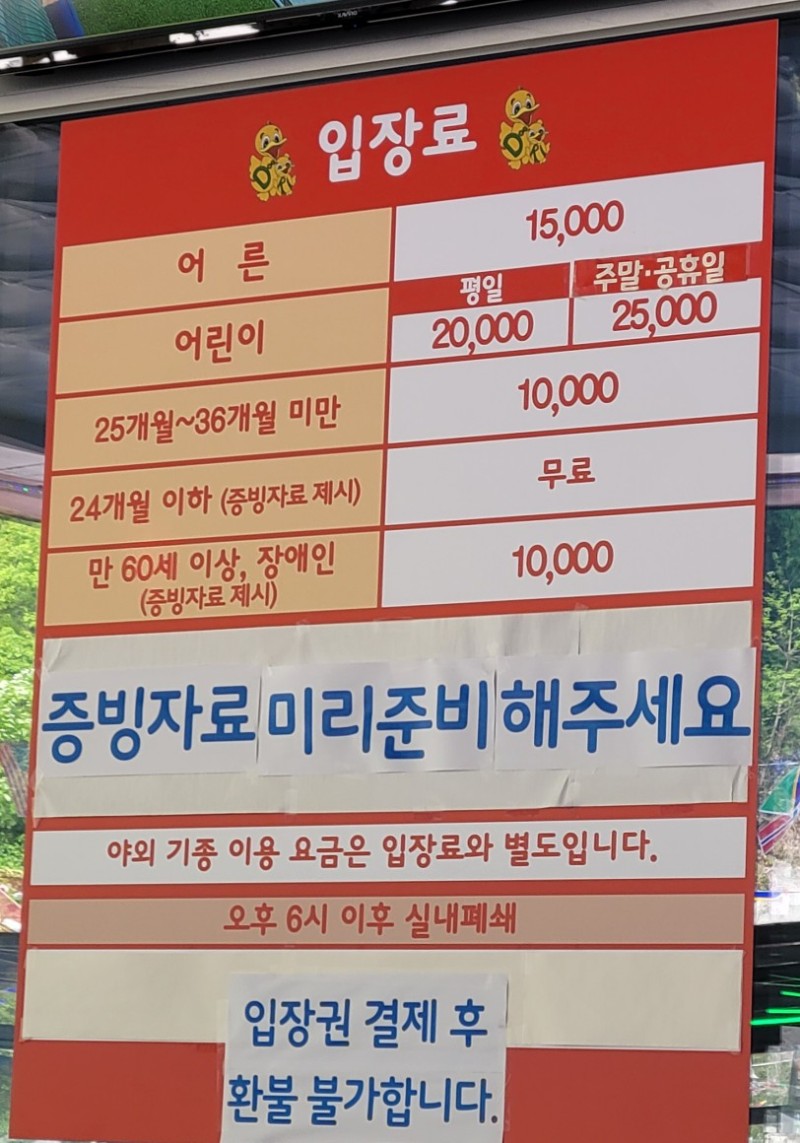 입장료
어 른 15,000
평일 주말·공휴일
어린이 20,000 25,000
25개월~36개월 미만 10,000
24개월 이하 (증빙자료 제시) 무료
만 60세 이상, 장애인 10,000
(증빙자료 제시)
증빙자료 미리준비해주세요
야외 기종 이용 요금은 입장료와 별도입니다.
오후 6시 이후 실내폐쇄
입장권 결제 후
환불 불가합니다.